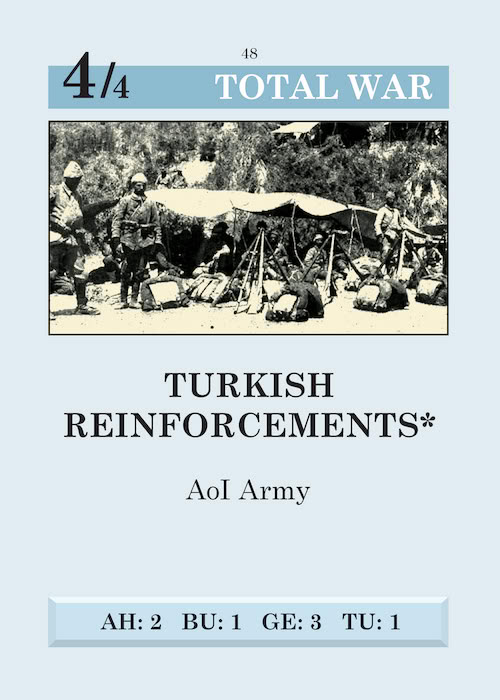 48
4/4 TOTAL WAR
TURKISH
REINFORCEMENTS*
AoI Army
AH: 2 BU: 1 GE: 3 TU: 1